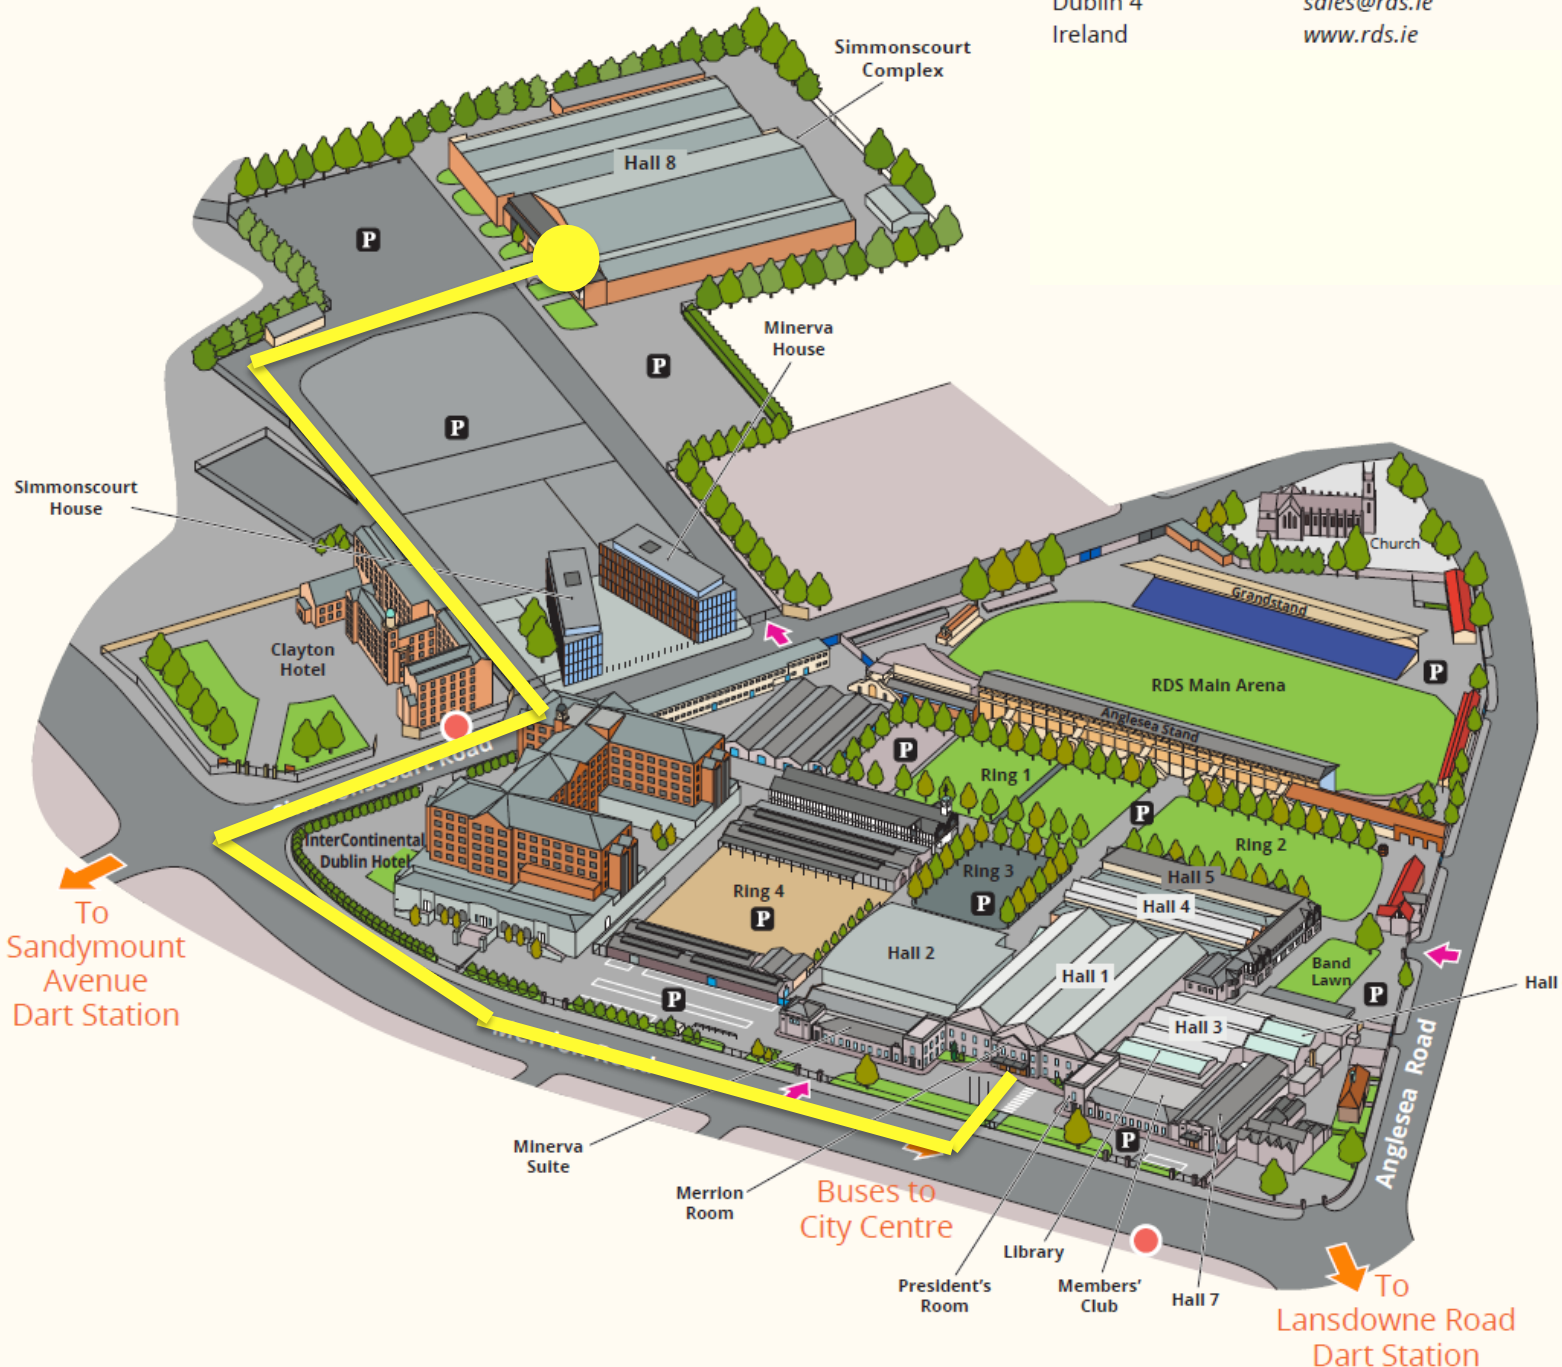 Dublin 4
sales@rds.ie
Ireland
www.rds.ie
Simmonscourt
Complex
Hall 8
P
P
Minerva
House
P
Simmonscourt
House
Church
Grandstand
Clayton
Hotel
P
RDS Main Arena
Anglesea Stand
P
Road
Ring 1
P
InterContinental
Dublin Hotel
Ring 2
Ring 3
P
Hall 5
Ring 4
P
Hall 4
To
Sandymount
Avenue
Dart Station
Hall 2
Hall 1
Band
Lawn
P
Hall
P
Hall 3
Road
Anglesea Road
P
Minerva
Suite
Merrion
Room
Buses to
City Centre
Library
President's
Room
Members'
Club
Hall 7
To
Lansdowne Road
Dart Station